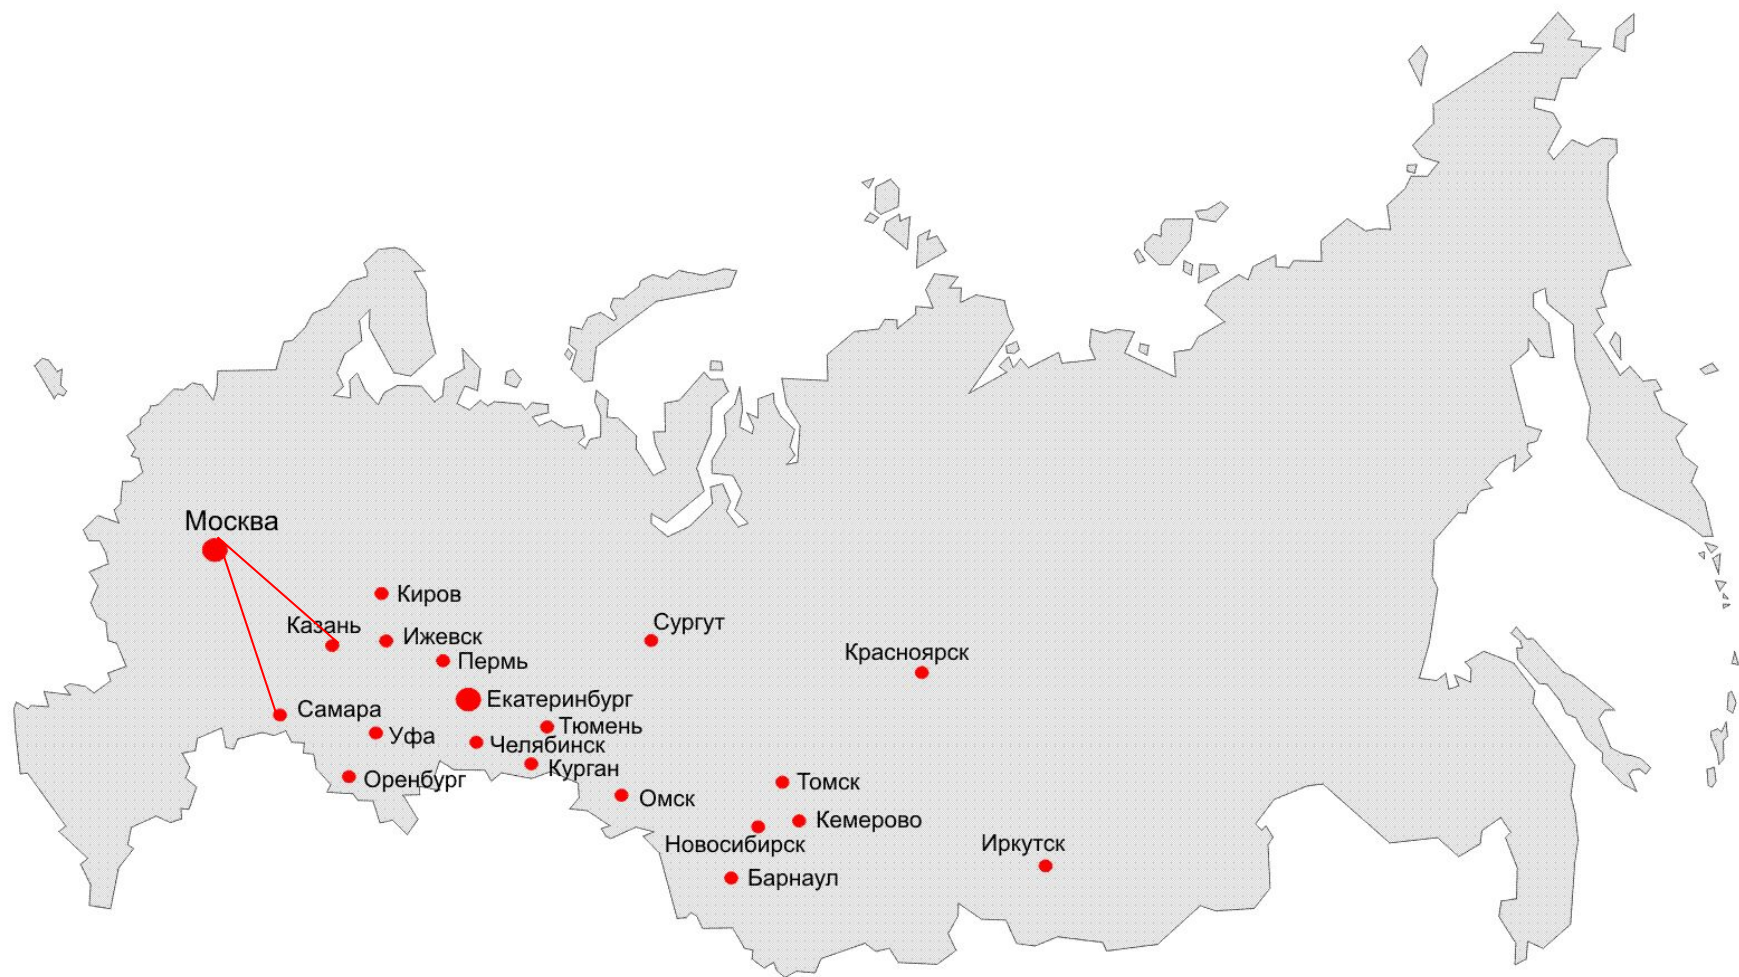 Москва
Киров
Казань
Ижевск
Сургут
Пермь
Красноярск
Екатеринбург
Самара
Тюмень
Уфа
Челябинск
Курган
Оренбург
Томск
Омск
Кемерово
Новосибирск
Иркутск
Барнаул